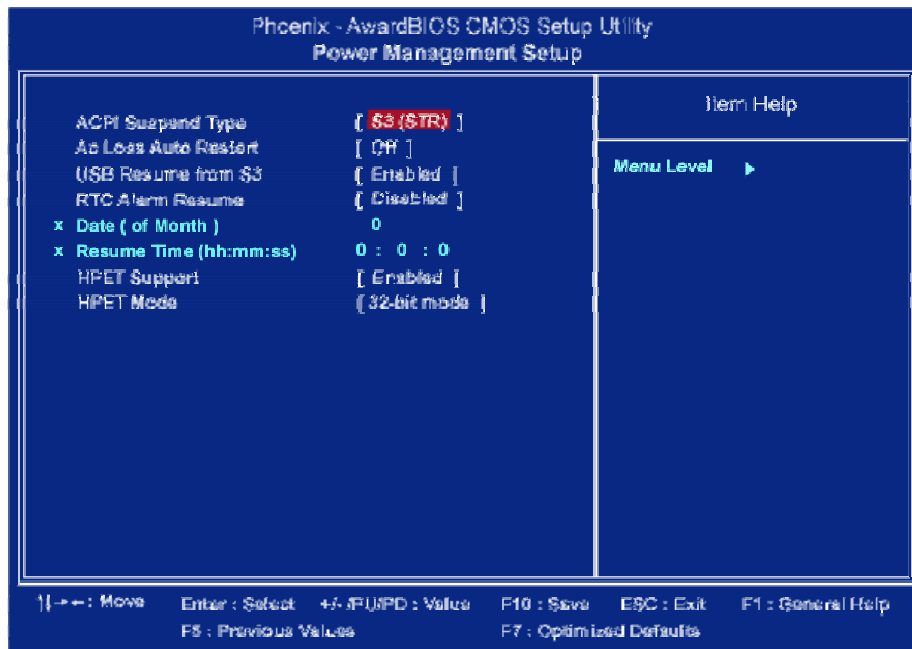 Phoenix - AwardBIOS CMOS Setup Utility
Power Management Setup
Item Help
ACPI Suspend Type [ S3 (STR) ]
Ac Loss Auto Restart [ Off ]
USB Resume from S3 [ Enabled ]
RTC Alarm Resume [ Disabled ]
x Date ( of Month ) 0
x Resume Time (hh:mm:ss) 0 : 0 : 0
HPET Support [ Enabled ]
HPET Mode [ 32-bit mode ]
Menu Level ▶
↑↓→←: Move Enter : Select +/-/PU/PD : Value F10 : Save ESC : Exit F1 : General Help
F5 : Previous Values F7 : Optimized Defaults